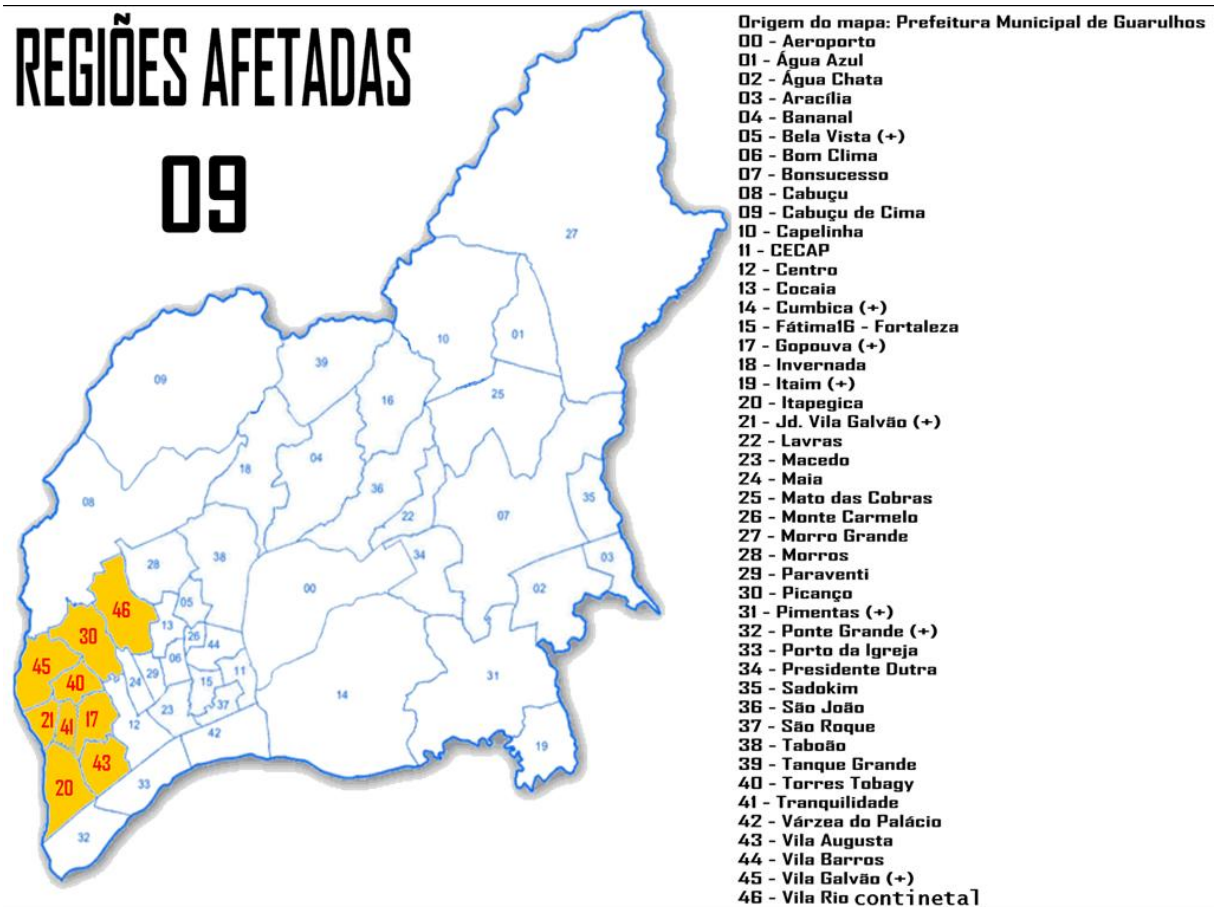 REGIÕES AFETADAS
09
Origem do mapa: Prefeitura Municipal de Guarulhos
00 - Aeroporto
01 - Água Azul
02 - Água Chata
03 - Aracília
04 - Bananal
05 - Bela Vista (+)
06 - Bom Clima
07 - Bonsucesso
08 - Cabuçu
09 - Cabuçu de Cima
10 - Capelinha
11 - CECAP
12 - Centro
13 - Cocaia
14 - Cumbica (+)
15 - Fátima16 - Fortaleza
17 - Gopouva (+)
18 - Invernada
19 - Itaim (+)
20 - Itapegica
21 - Jd. Vila Galvão (+)
22 - Lavras
23 - Macedo
24 - Maia
25 - Mato das Cobras
26 - Monte Carmelo
27 - Morro Grande
28 - Morros
29 - Paraventi
30 - Picanço
31 - Pimentas (+)
32 - Ponte Grande (+)
33 - Porto da Igreja
34 - Presidente Dutra
35 - Sadokim
36 - São João
37 - São Roque
38 - Taboão
39 - Tanque Grande
40 - Torres Tobagy
41 - Tranquilidade
42 - Várzea do Palácio
43 - Vila Augusta
44 - Vila Barros
45 - Vila Galvão (+)
46 - Vila Rio continetal
27
01
10
39
09
25
16
04
18
36
08
35
22
07
38
34
03
28
00
02
05
46
13
30
26
44
06
11
45
29
31
40
24
15
14
37
23
21
41
17
12
42
19
43
33
20
32